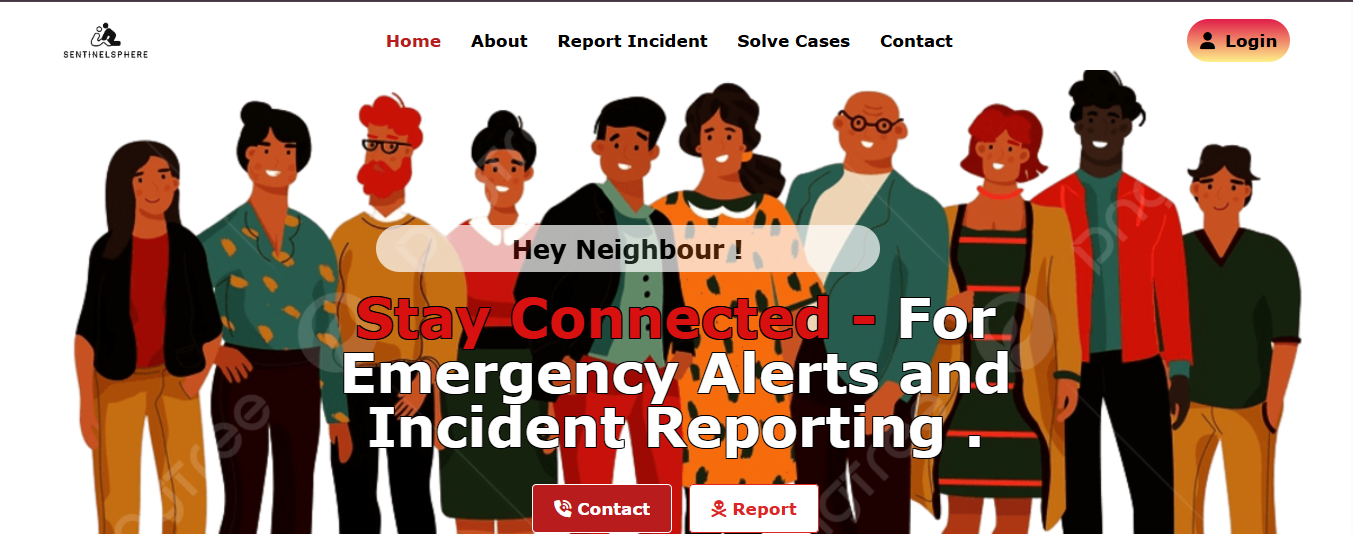 SENTINELSPHERE
Home About Report Incident Solve Cases Contact
Login
Hey Neighbour !
Stay Connected - For
Emergency Alerts and
Incident Reporting .
Contact Report
pngtree